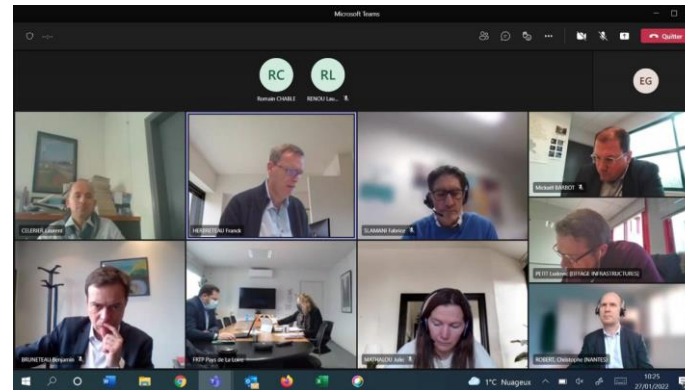 Microsoft Teams
Quitter
RC
RL
EG
Romain CHABLE
RENOU Lau...
HERBRETEAU Franck
SLAMANI Fabrice
Mickaël BARBOT
PETIT Ludovic (EIFFAGE INFRASTRUCTURES)
BRUNETEAU Benjamin
FRTP Pays de La Loire
MATHALOU Julie
ROBERT, Christophe (NANTES)
1°C Nuageux
10:25
27/01/2022